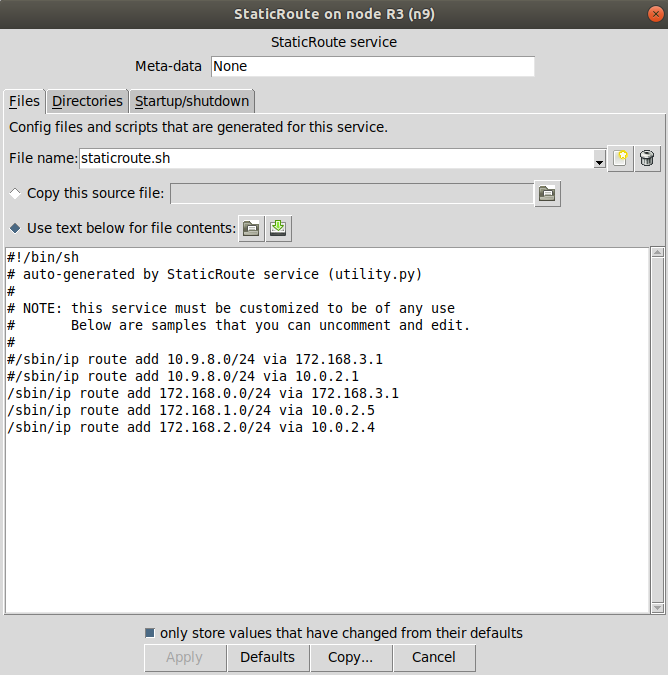 StaticRoute on node R3 (n9)
StaticRoute service
Meta-data None
Files Directories Startup/shutdown
Config files and scripts that are generated for this service.
File name: staticroute.sh
Copy this source file:
Use text below for file contents:
#!/bin/sh
# auto-generated by StaticRoute service (utility.py)
#
# NOTE: this service must be customized to be of any use
#       Below are samples that you can uncomment and edit.
#
#/sbin/ip route add 10.9.8.0/24 via 172.168.3.1
#/sbin/ip route add 10.9.8.0/24 via 10.0.2.1
/sbin/ip route add 172.168.0.0/24 via 172.168.3.1
/sbin/ip route add 172.168.1.0/24 via 10.0.2.5
/sbin/ip route add 172.168.2.0/24 via 10.0.2.4
only store values that have changed from their defaults
Apply Defaults Copy... Cancel